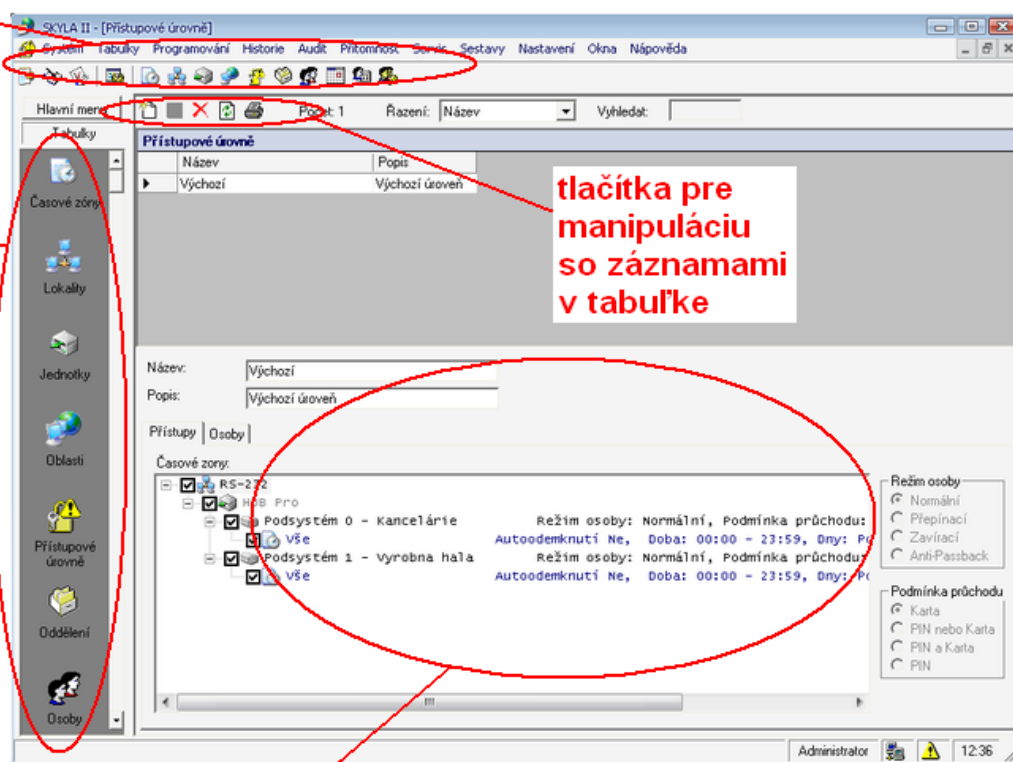 SKYLA II - [Přístupové úrovně]
Systém Tabulky Programování Historie Audit Přítomnost Servis Sestavy Nastavení Okna Nápověda
Hlavní menu
Počet: 1 Řazení: Název Vyhledat:
Tabulky
Přístupové úrovně
Název Popis
Výchozí Výchozí úroveň
tlačítka pre
manipuláciu
so záznamami
v tabuľke
Časové zóny
Lokality
Jednotky
Oblasti
Přístupové
úrovně
Oddělení
Osoby
Název: Výchozí
Popis: Výchozí úroveň
Přístupy Osoby
Časové zony:
RS-232
HUB Pro
Podsystém 0 - Kancelárie Režim osoby: Normální, Podmínka průchodu:
Vše Autoodemknutí Ne, Doba: 00:00 - 23:59, Dny: Po
Podsystém 1 - Vyrobna hala Režim osoby: Normální, Podmínka průchodu:
Vše Autoodemknutí Ne, Doba: 00:00 - 23:59, Dny: Po
Režim osoby
Normální
Přepínací
Zavírací
Anti-Passback
Podmínka průchodu
Karta
PIN nebo Karta
PIN a Karta
PIN
Administrator 12:36